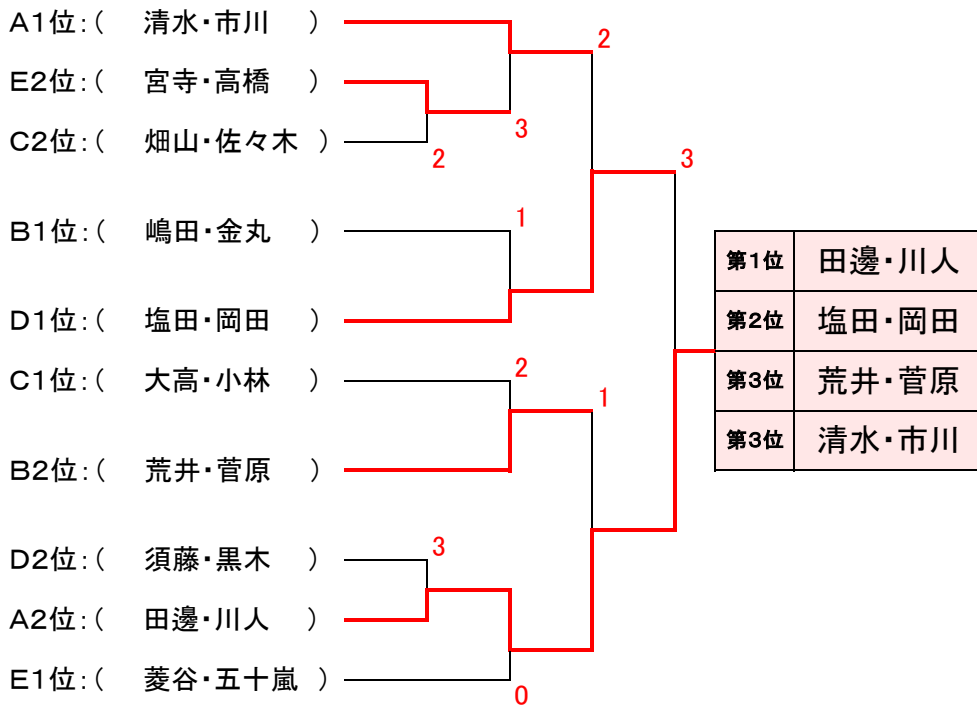 A1位:( 清水・市川 )
2
E2位:( 宮寺・高橋 )
3
C2位:( 畑山・佐々木 )
2
3
B1位:( 嶋田・金丸 )
1
D1位:( 塩田・岡田 )
C1位:( 大高・小林 )
2
1
B2位:( 荒井・菅原 )
D2位:( 須藤・黒木 )
3
A2位:( 田邊・川人 )
E1位:( 菱谷・五十嵐 )
0
第1位 田邊・川人
第2位 塩田・岡田
第3位 荒井・菅原
第3位 清水・市川